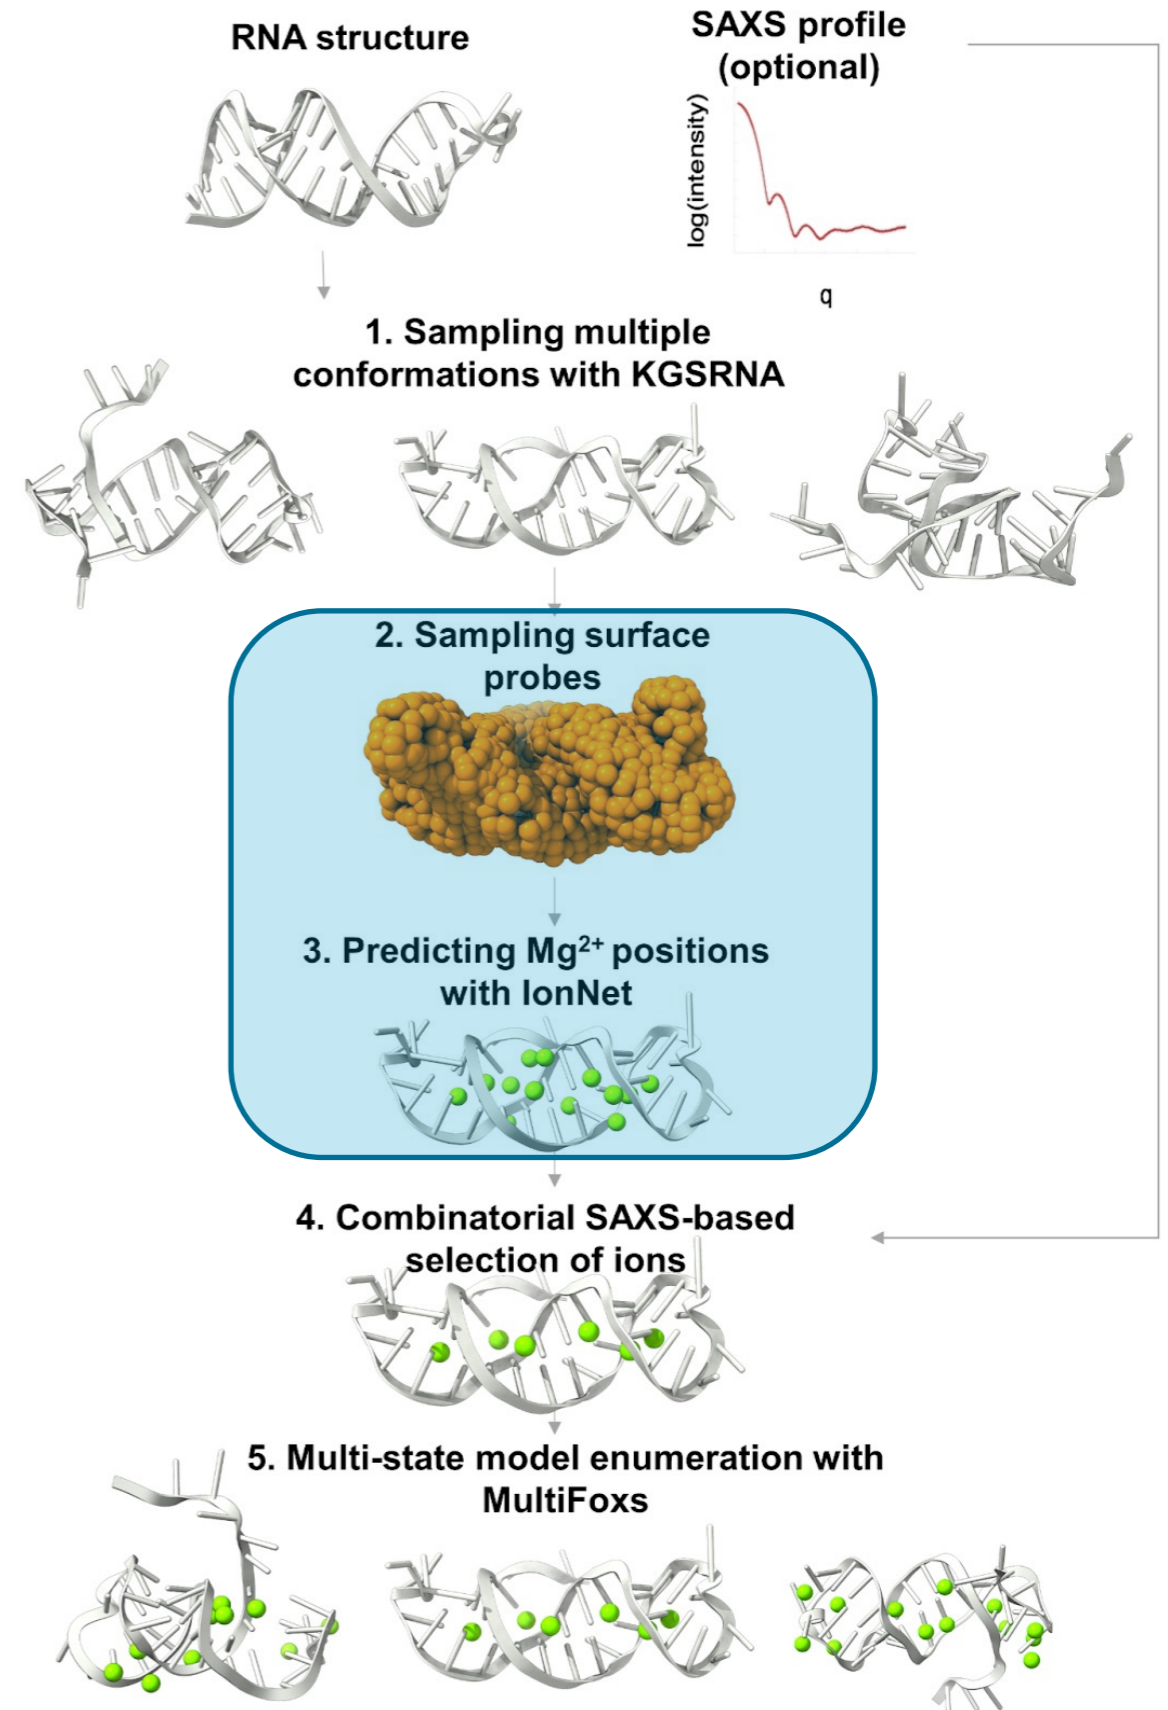 RNA structure
SAXS profile
(optional)
log(intensity)
q
1. Sampling multiple
conformations with KGSRNA
2. Sampling surface
probes
3. Predicting Mg²⁺ positions
with IonNet
4. Combinatorial SAXS-based
selection of ions
5. Multi-state model enumeration with
MultiFoxs